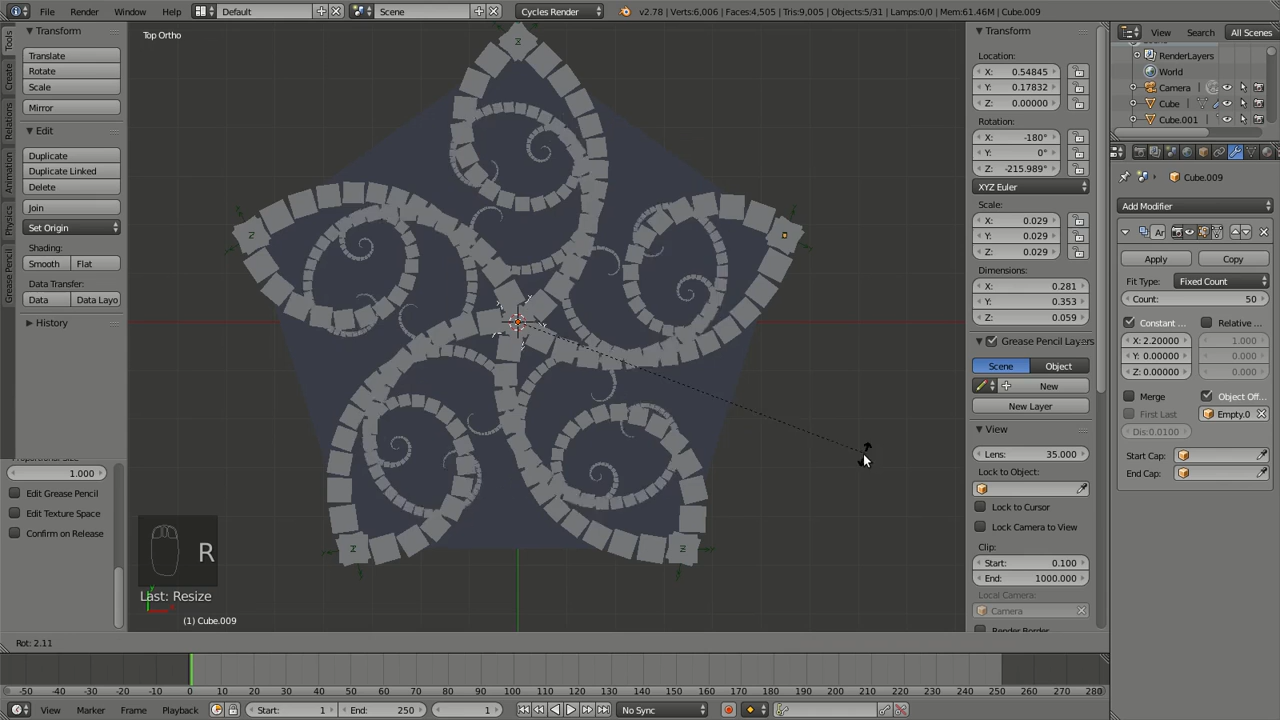 File Render Window Help Default Scene Cycles Render v2.78 | Verts:6,006 | Faces:4,505 | Tris:9,005 | Objects:5/31 | Lamps:0/0 | Mem:61.46M | Cube.009
Tools
Create
Relations
Animation
Physics
Grease Pencil
Transform
Translate
Rotate
Scale
Mirror
Edit
Duplicate
Duplicate Linked
Delete
Join
Set Origin
Shading:
Smooth Flat
Data:
Data Data Layo
History
1.000
Edit Grease Pencil
Edit Texture Space
Confirm on Release
Top Ortho
R
Last: Resize
(1) Cube.009
Rot: 2.11
Transform
Location:
X: 0.54845
Y: 0.17832
Z: 0.00000
Rotation:
X: -180°
Y: 0°
Z: -215.989°
XYZ Euler
Scale:
X: 0.029
Y: 0.029
Z: 0.029
Dimensions:
X: 0.281
Y: 0.353
Z: 0.059
Grease Pencil Layers
Scene Object
New
New Layer
View
Lens: 35.000
Lock to Object:
Lock to Cursor
Lock Camera to View
Clip:
Start: 0.100
End: 1000.000
Local Camera:
Camera
Render Border
View Search All Scenes
RenderLayers
World
Camera
Cube
Cube.001
Cube.009
Add Modifier
Ar
Apply Copy
Fit Type: Fixed Count
Count: 50
Constant ... Relative ...
X: 2.20000 1.000
Y: 0.00000 0.000
Z: 0.00000 0.000
Merge Object Off...
First Last Empty.0
Dis:0.0100
Start Cap:
End Cap:
-50 -40 -30 -20 -10 0 10 20 30 40 50 60 70 80 90 100 110 120 130 140 150 160 170 180 190 200 210 220 230 240 250 260 270 280
View Marker Frame Playback Start: 1 End: 250 1 No Sync